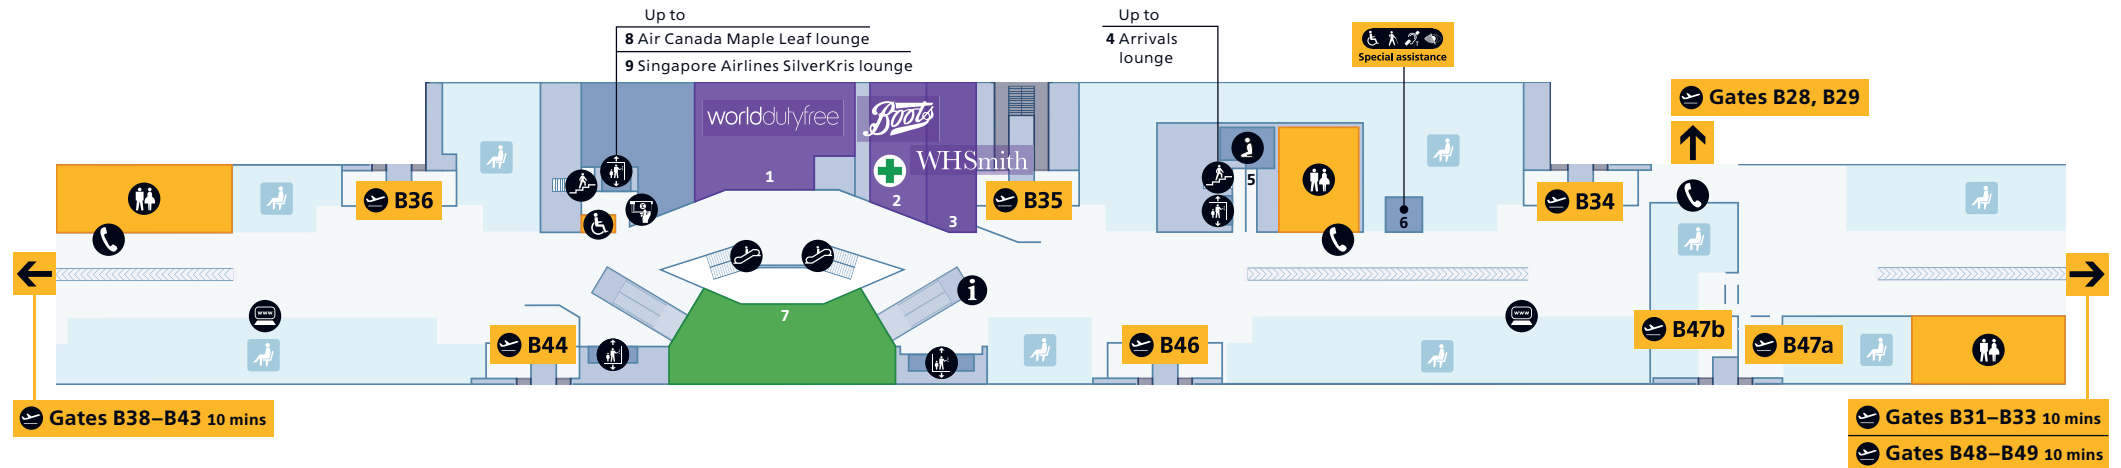 Up to
8 Air Canada Maple Leaf lounge
9 Singapore Airlines SilverKris lounge
Up to
4 Arrivals
lounge
Special assistance
Gates B28, B29
worlddutyfree
Boots
WHSmith
1
2
3
5
6
B36
B35
B34
i
7
www
www
B44
B46
B47b
B47a
Gates B38–B43 10 mins
Gates B31–B33 10 mins
Gates B48–B49 10 mins